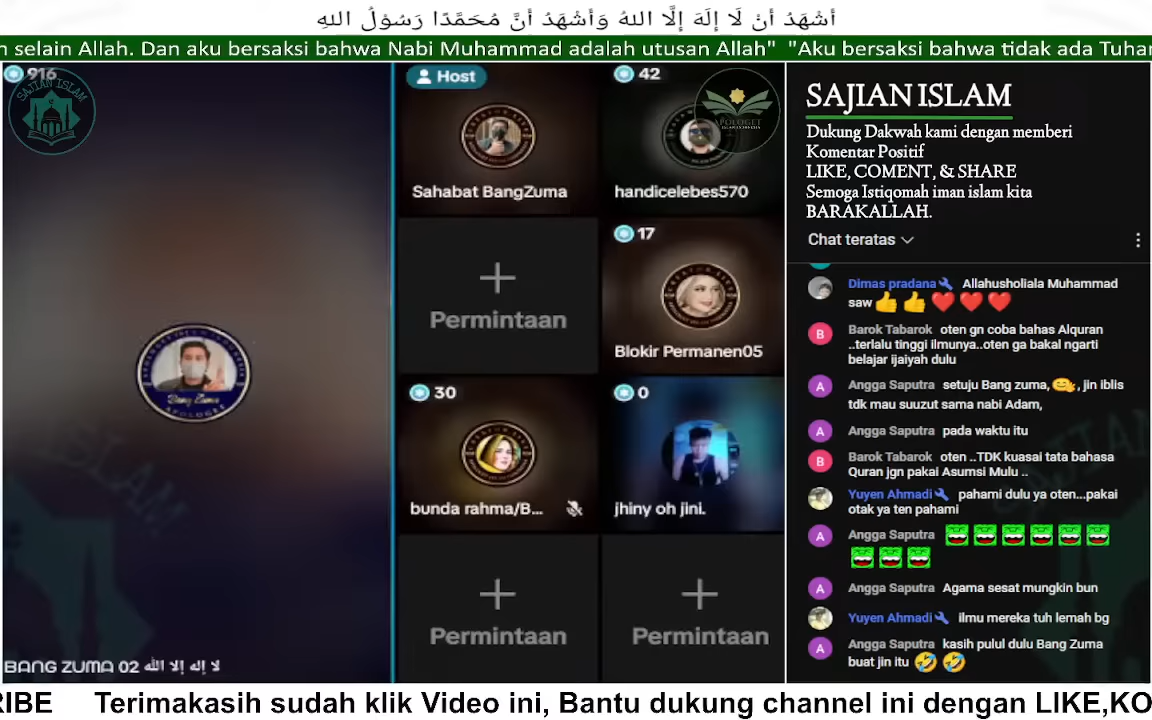 أَشْهَدُ أَنْ لَا إِلَهَ إِلَّا اللهُ وَأَشْهَدُ أَنَّ مُحَمَّدًا رَسُوْلُ اللهِ
n selain Allah. Dan aku bersaksi bahwa Nabi Muhammad adalah utusan Allah" "Aku bersaksi bahwa tidak ada Tuhan
916
SAJIAN ISLAM
Host
Sahabat BangZuma
42
APOLOGET
handicelebes570
Permintaan
17
Blokir Permanen05
Bang Zuma
APOLOGET
30
bunda rahma/B...
0
jhiny oh jini.
Permintaan
Permintaan
BANG ZUMA 02 لا إله إلا الله
SAJIAN ISLAM
Dukung Dakwah kami dengan memberi
Komentar Positif
LIKE, COMENT, & SHARE
Semoga Istiqomah iman islam kita
BARAKALLAH.
Chat teratas
Dimas pradana Allahusholiala Muhammad
saw 👍👍❤️❤️❤️
Barok Tabarok oten gn coba bahas Alquran
..terlalu tinggi ilmunya..oten ga bakal ngarti
belajar ijaiyah dulu
Angga Saputra setuju Bang zuma, , jin iblis
tdk mau suuzut sama nabi Adam,
Angga Saputra pada waktu itu
Barok Tabarok oten ..TDK kuasai tata bahasa
Quran jgn pakai Asumsi Mulu ..
Yuyen Ahmadi pahami dulu ya oten...pakai
otak ya ten pahami
Angga Saputra
Angga Saputra Agama sesat mungkin bun
Yuyen Ahmadi ilmu mereka tuh lemah bg
Angga Saputra kasih pulul dulu Bang Zuma
buat jin itu 🤣🤣
RIBE Terimakasih sudah klik Video ini, Bantu dukung channel ini dengan LIKE,KO